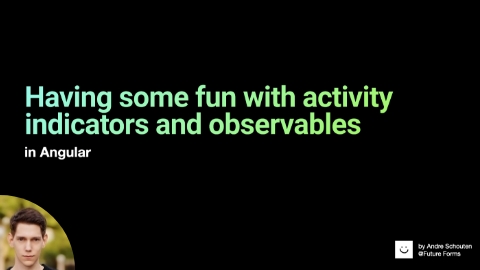 Having some fun with activity
indicators and observables
in Angular
by Andre Schouten
@Future Forms